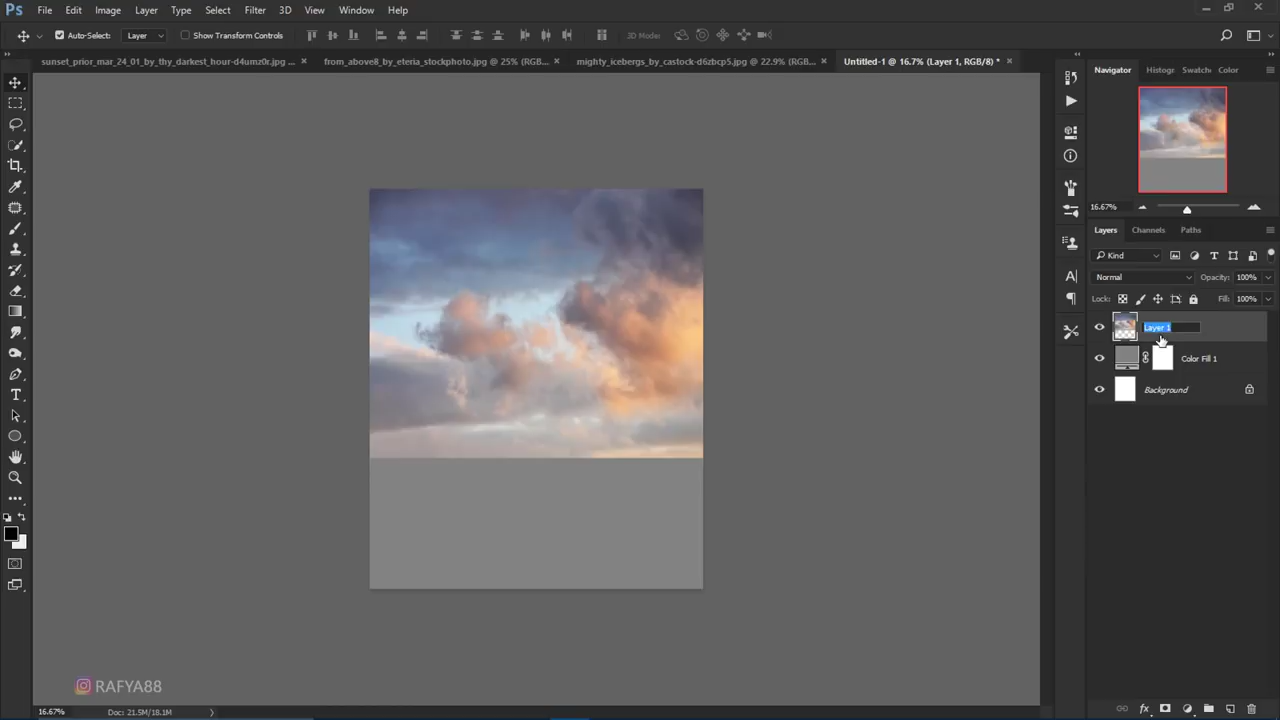 Ps File Edit Image Layer Type Select Filter 3D View Window Help
Auto-Select: Layer Show Transform Controls 3D Mode:
sunset_prior_mar_24_01_by_thy_darkest_hour-d4umz0r.jpg ... × from_above8_by_eteria_stockphoto.jpg @ 25% (RGB... × mighty_icebergs_by_castock-d6zbcp5.jpg @ 22.9% (RGB... × Untitled-1 @ 16.7% (Layer 1, RGB/8) * ×
Navigator Histogr Swatch Color
16.67%
Layers Channels Paths
Kind
Normal Opacity: 100%
Lock: Fill: 100%
Layer 1
Color Fill 1
Background
RAFYA88
16.67% Doc: 21.5M/18.1M